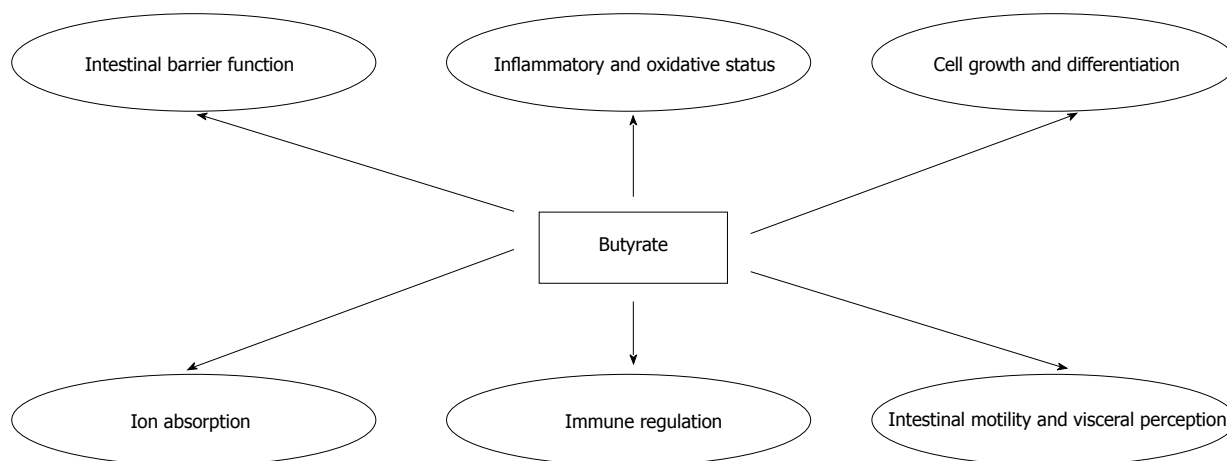 Intestinal barrier function
Inflammatory and oxidative status
Cell growth and differentiation
Butyrate
Ion absorption
Immune regulation
Intestinal motility and visceral perception